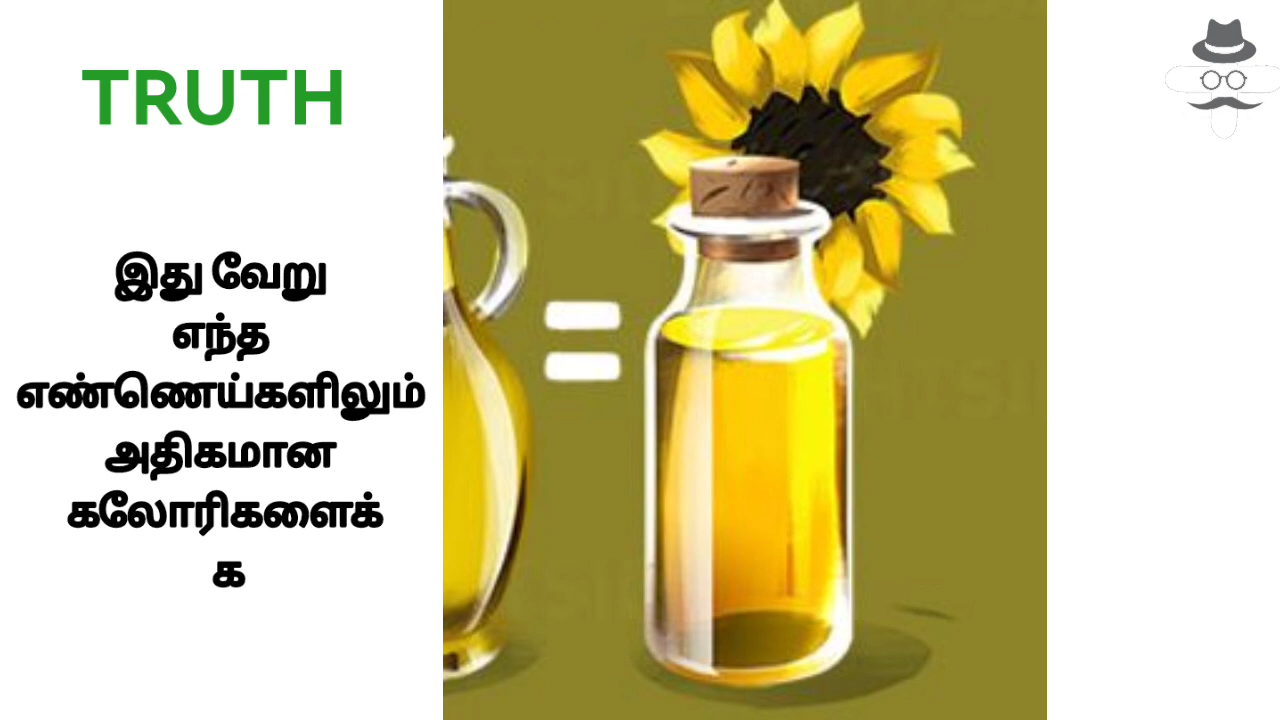 TRUTH
இது வேறு
எந்த
எண்ணெய்களிலும்
அதிகமான
கலோரிகளைக்
க